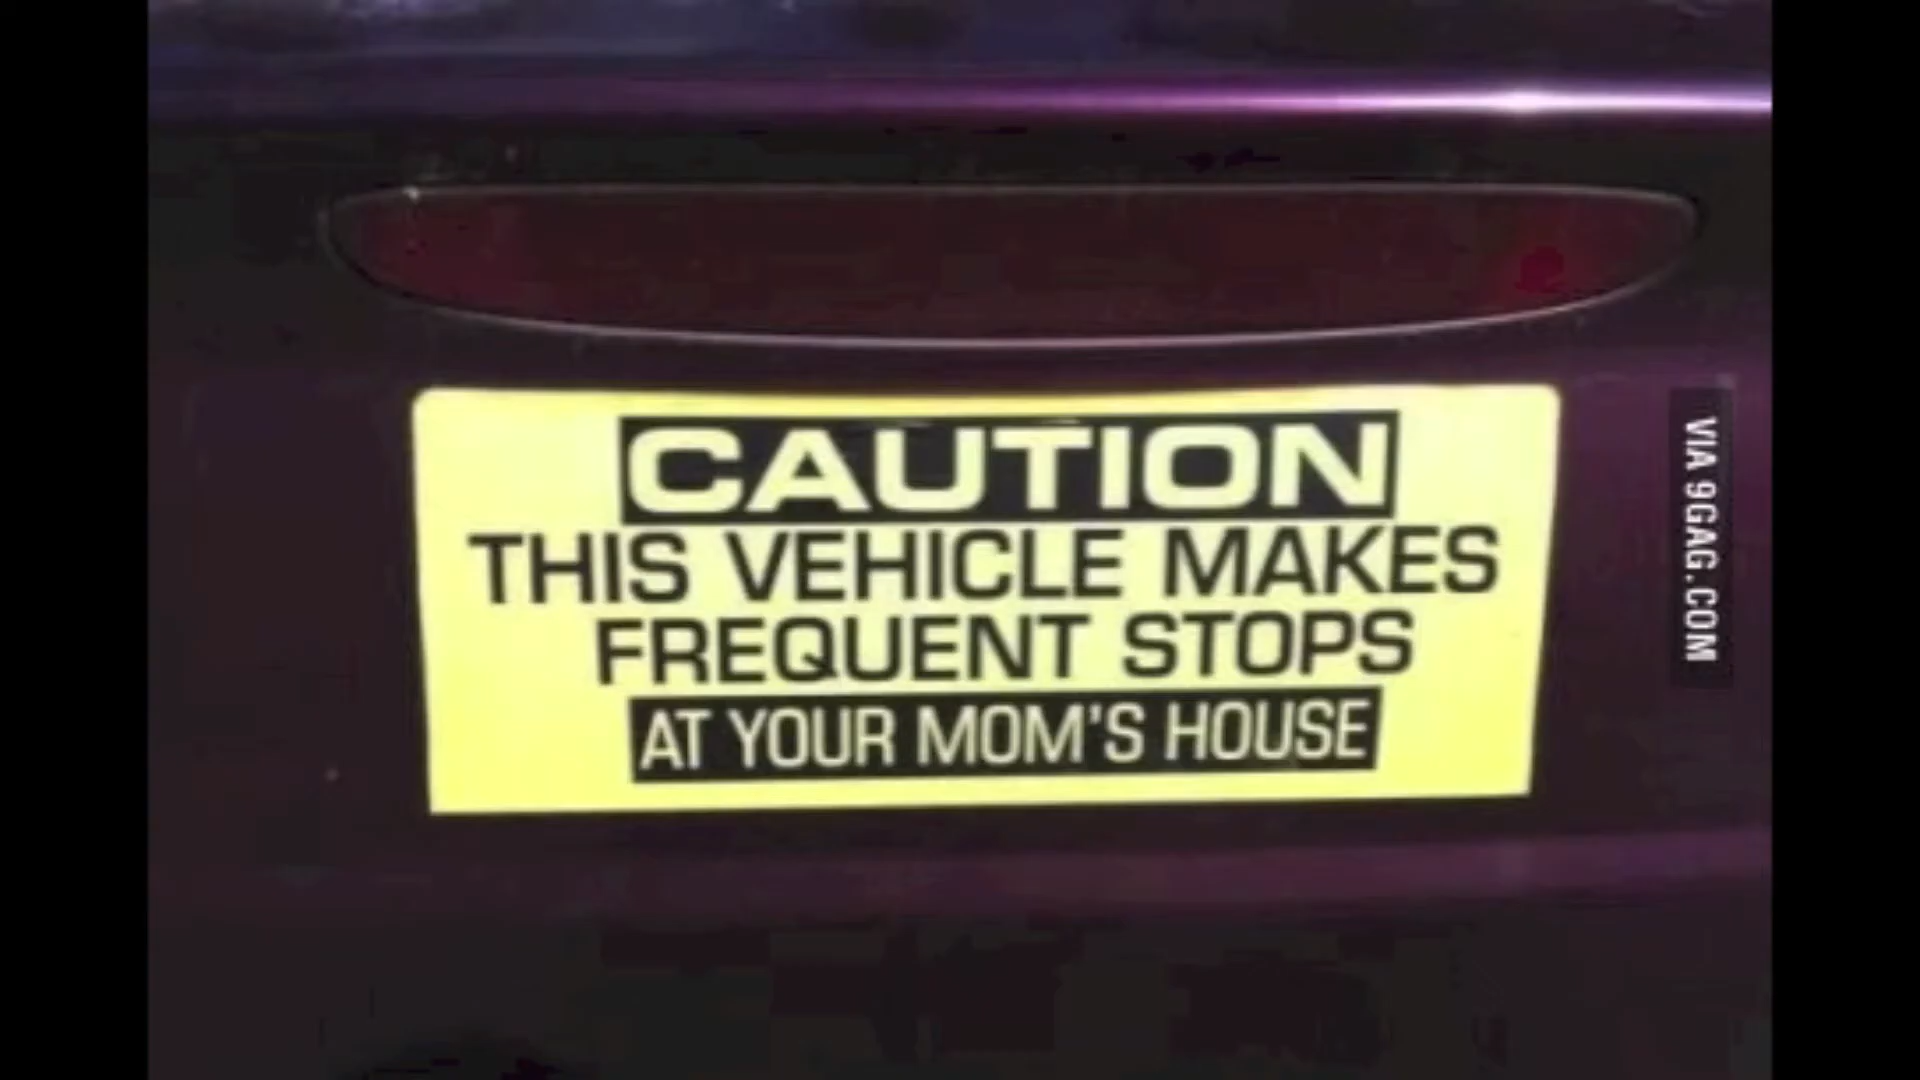 CAUTION
THIS VEHICLE MAKES
FREQUENT STOPS
AT YOUR MOM'S HOUSE
VIA 9GAG.COM